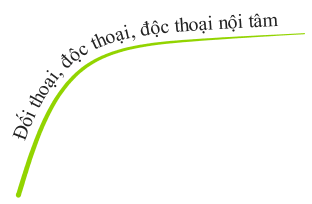 Đối thoại, độc thoại, độc thoại nội tâm